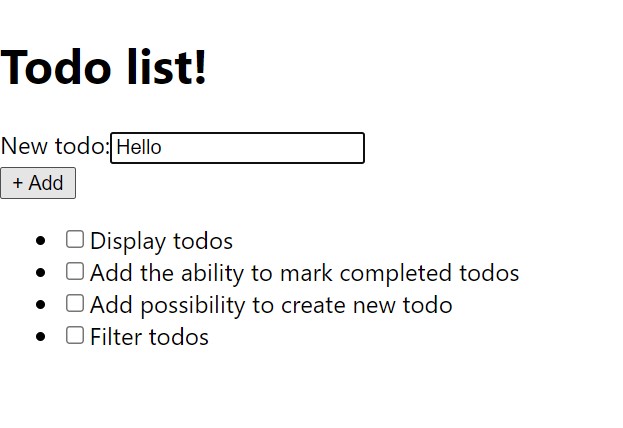 Todo list!
New todo: Hello
+ Add
Display todos
Add the ability to mark completed todos
Add possibility to create new todo
Filter todos